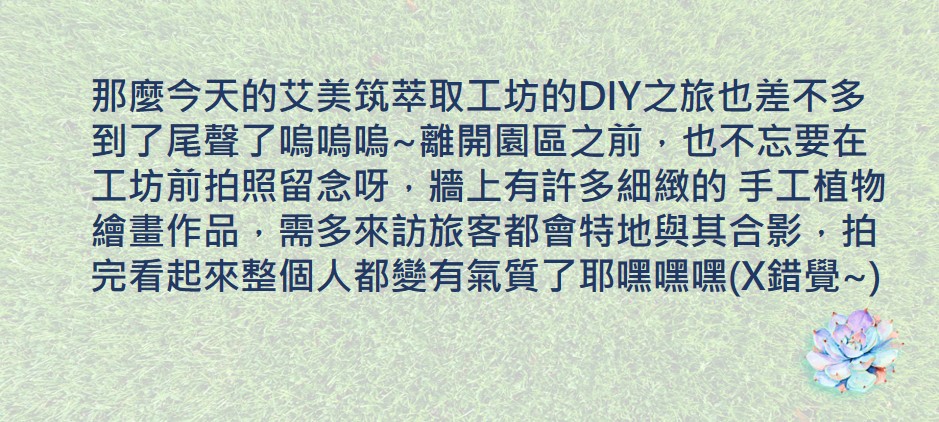 那麼今天的艾美筑萃取工坊的DIY之旅也差不多
到了尾聲了嗚嗚嗚~離開園區之前，也不忘要在
工坊前拍照留念呀，牆上有許多細緻的 手工植物
繪畫作品，需多來訪旅客都會特地與其合影，拍
完看起來整個人都變有氣質了耶嘿嘿嘿(X錯覺~)